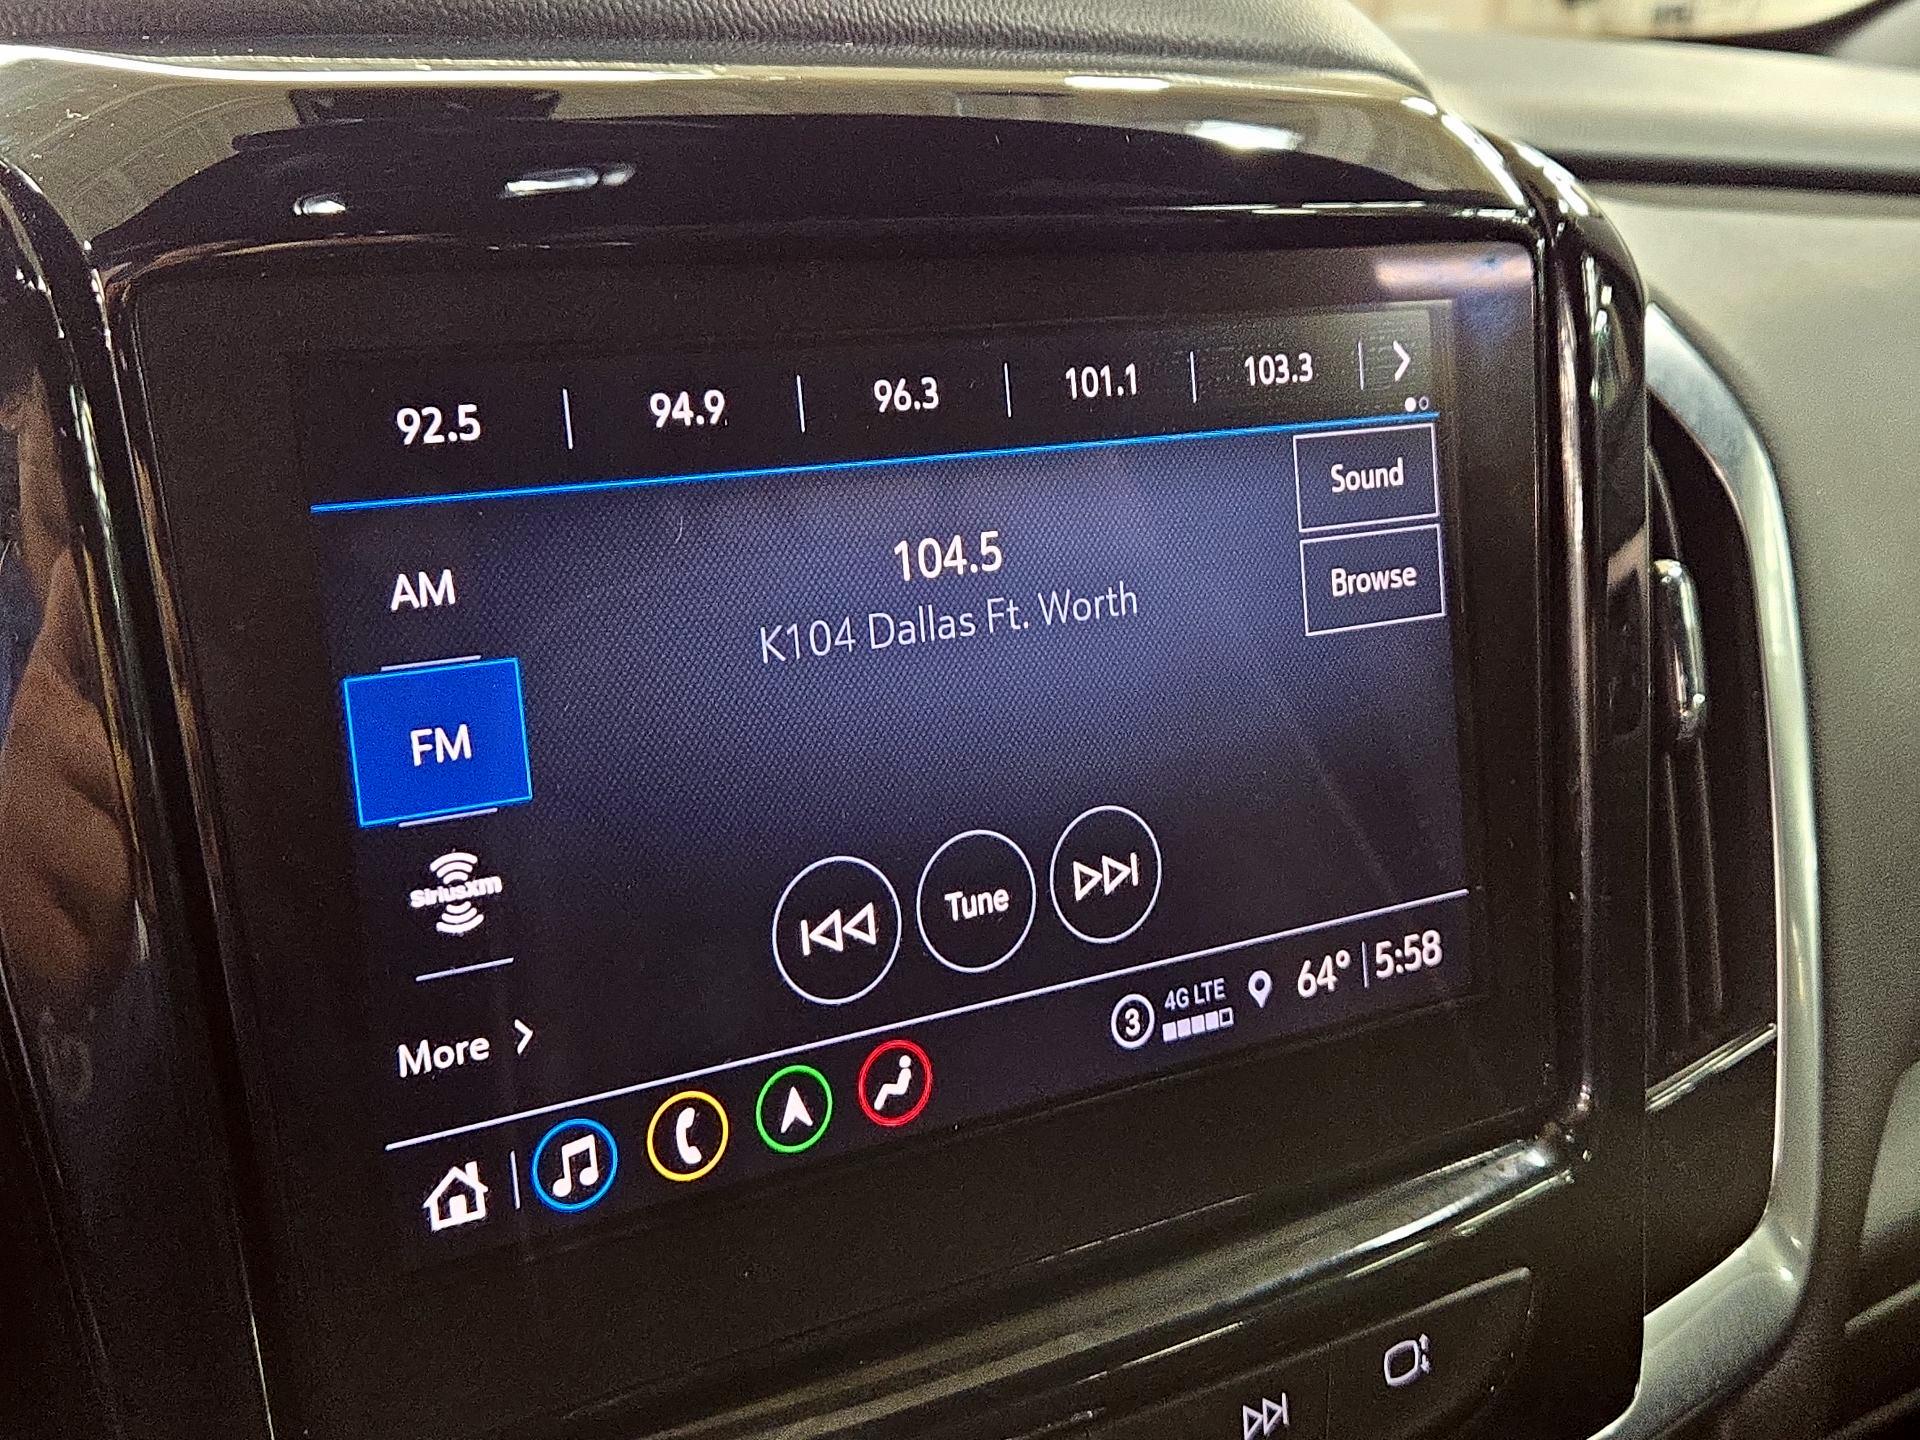 92.5 | 94.9 | 96.3 | 101.1 | 103.3
Sound
Browse
104.5
K104 Dallas Ft. Worth
AM
FM
SiriusXm
More
Tune
3 4G LTE 64° | 5:58